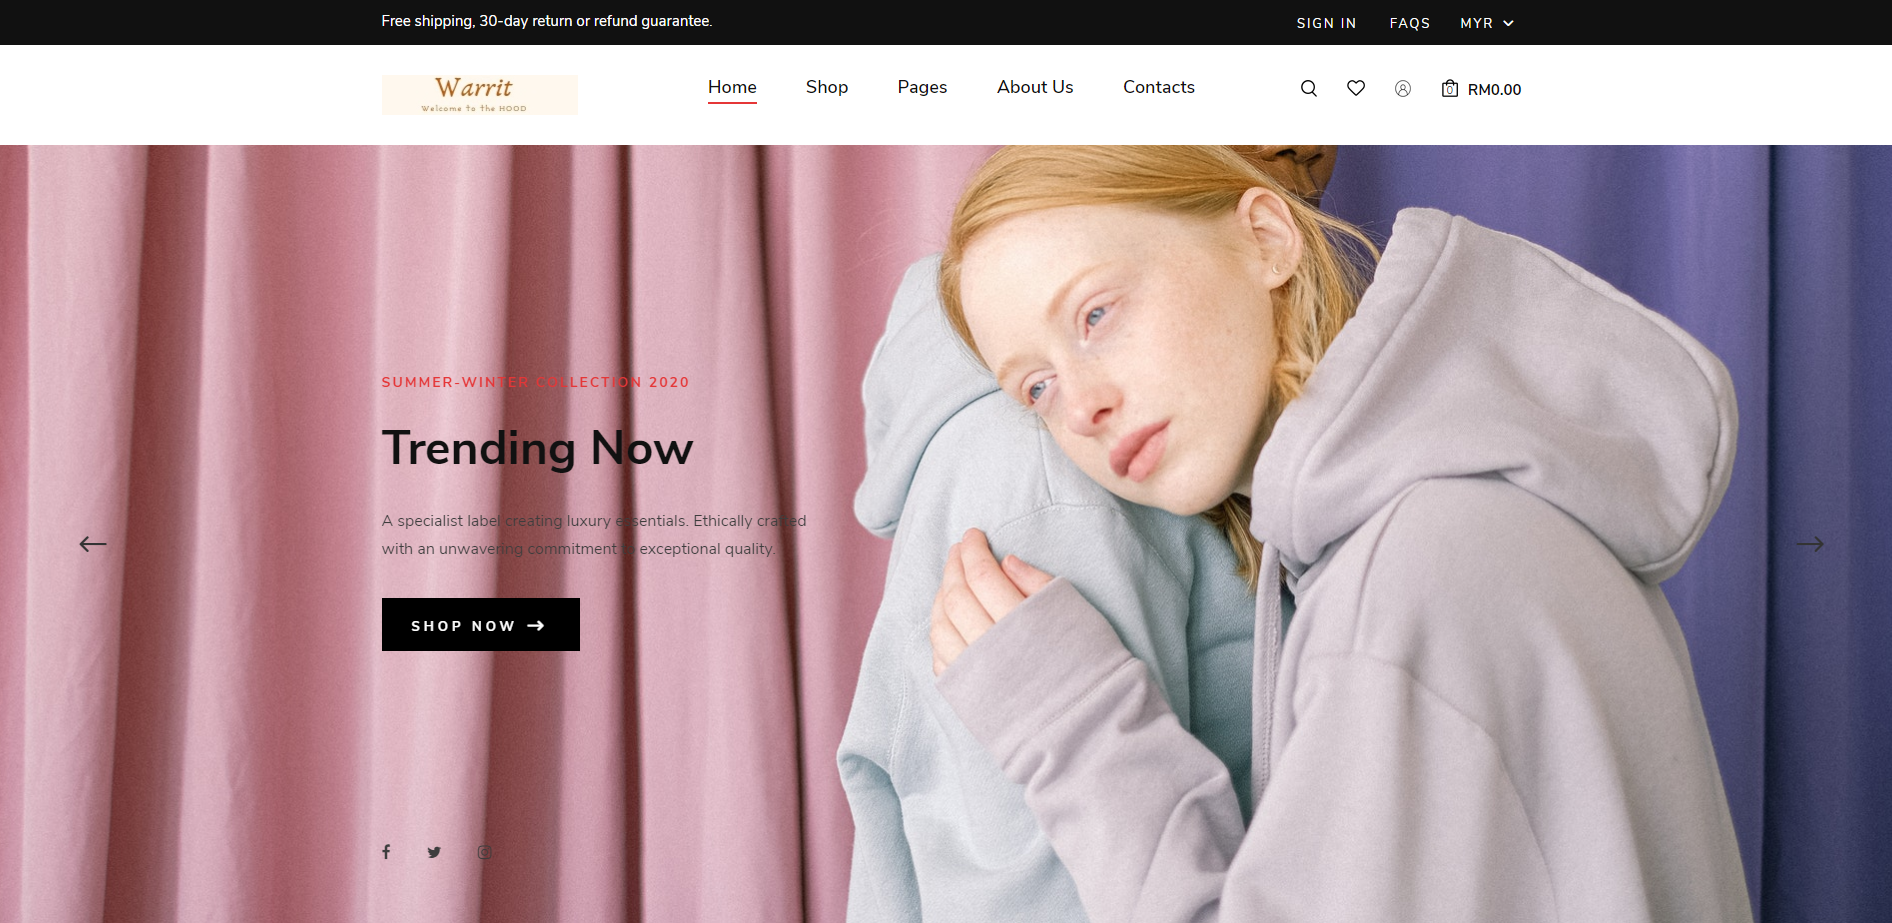 Free shipping, 30-day return or refund guarantee.
SIGN IN FAQS MYR
Warrit
Welcome to the HOOD
Home Shop Pages About Us Contacts
0 RM0.00
SUMMER-WINTER COLLECTION 2020
Trending Now
A specialist label creating luxury essentials. Ethically crafted
with an unwavering commitment to exceptional quality.
SHOP NOW